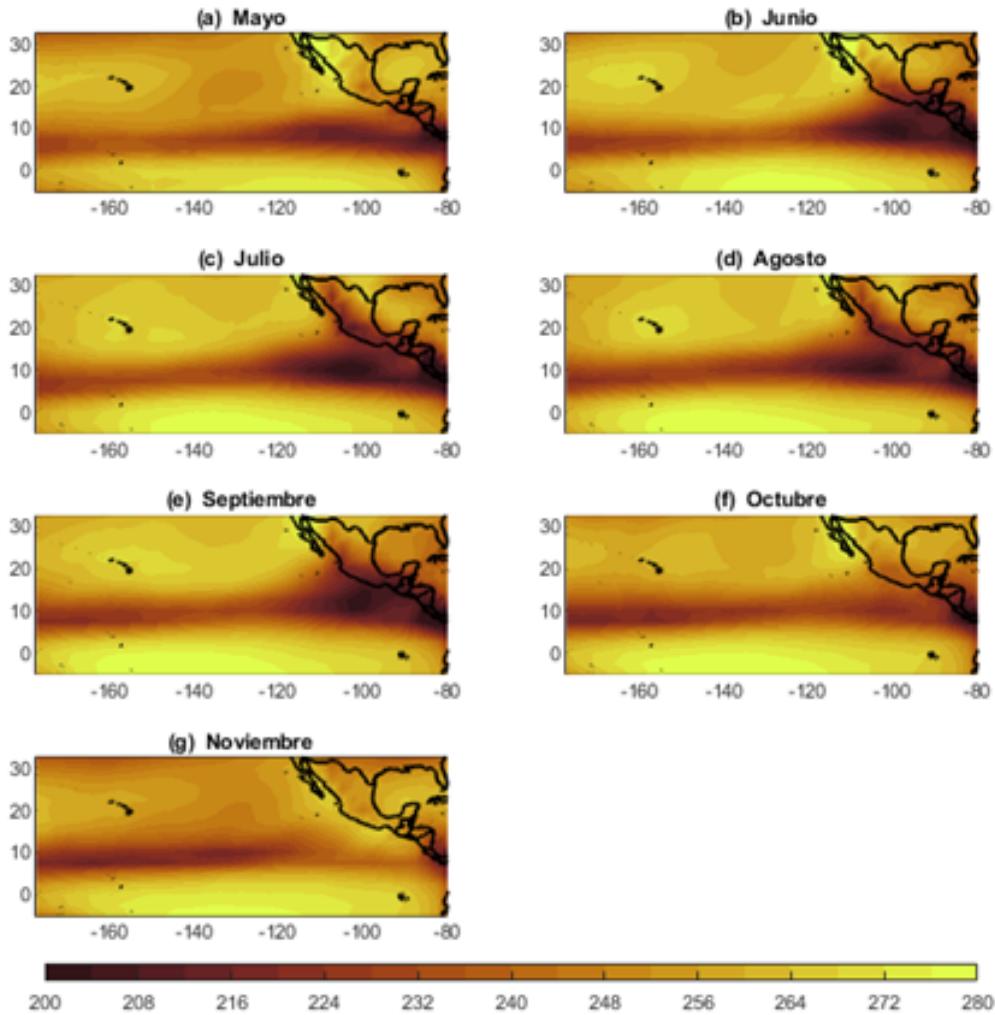 (a) Mayo
(b) Junio
30
20
10
0
-160 -140 -120 -100 -80
30
20
10
0
-160 -140 -120 -100 -80
(c) Julio
(d) Agosto
30
20
10
0
-160 -140 -120 -100 -80
30
20
10
0
-160 -140 -120 -100 -80
(e) Septiembre
(f) Octubre
30
20
10
0
-160 -140 -120 -100 -80
30
20
10
0
-160 -140 -120 -100 -80
(g) Noviembre
30
20
10
0
-160 -140 -120 -100 -80
200 208 216 224 232 240 248 256 264 272 280